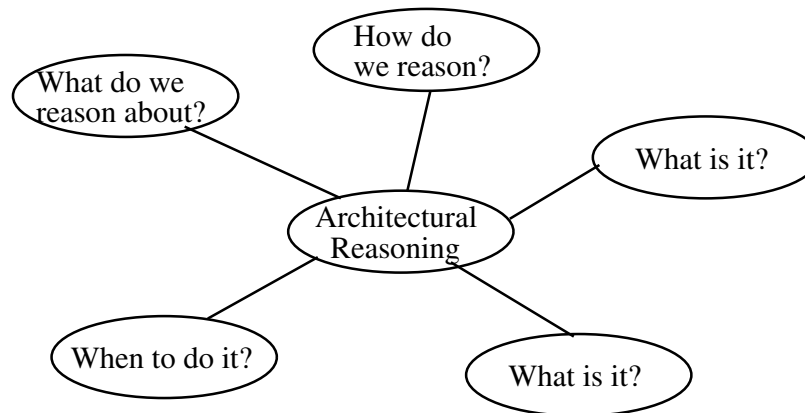 How do
we reason?
What do we
reason about?
What is it?
Architectural
Reasoning
When to do it?
What is it?